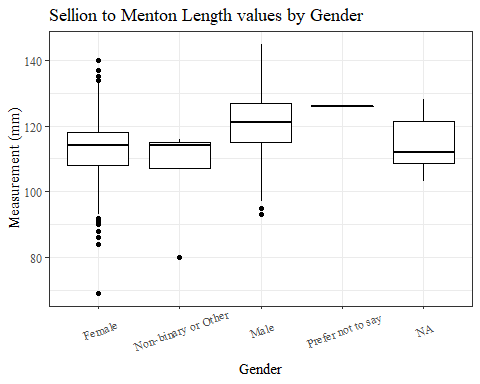 Sellion to Menton Length values by Gender
140
120
100
80
Measurement (mm)
Female
Non-binary or Other
Male
Prefer not to say
NA
Gender